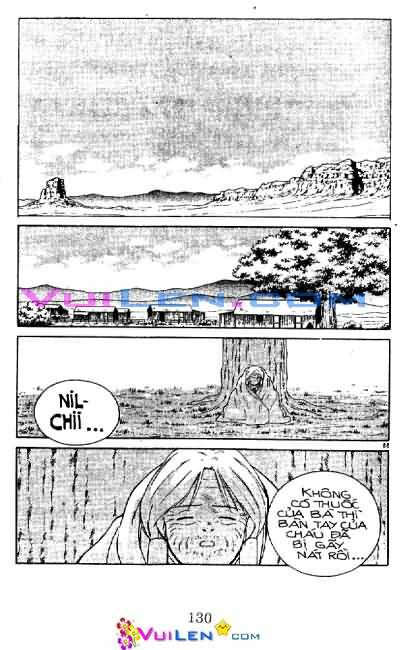 VUILEN.COM
NIL-
CHII...
KHÔNG
CÓ THUỐC
CỦA BÀ THÌ
BÀN TAY CỦA
CHÁU ĐÃ
BỊ GẪY
NÁT RỒI...
130
VUILEN.COM